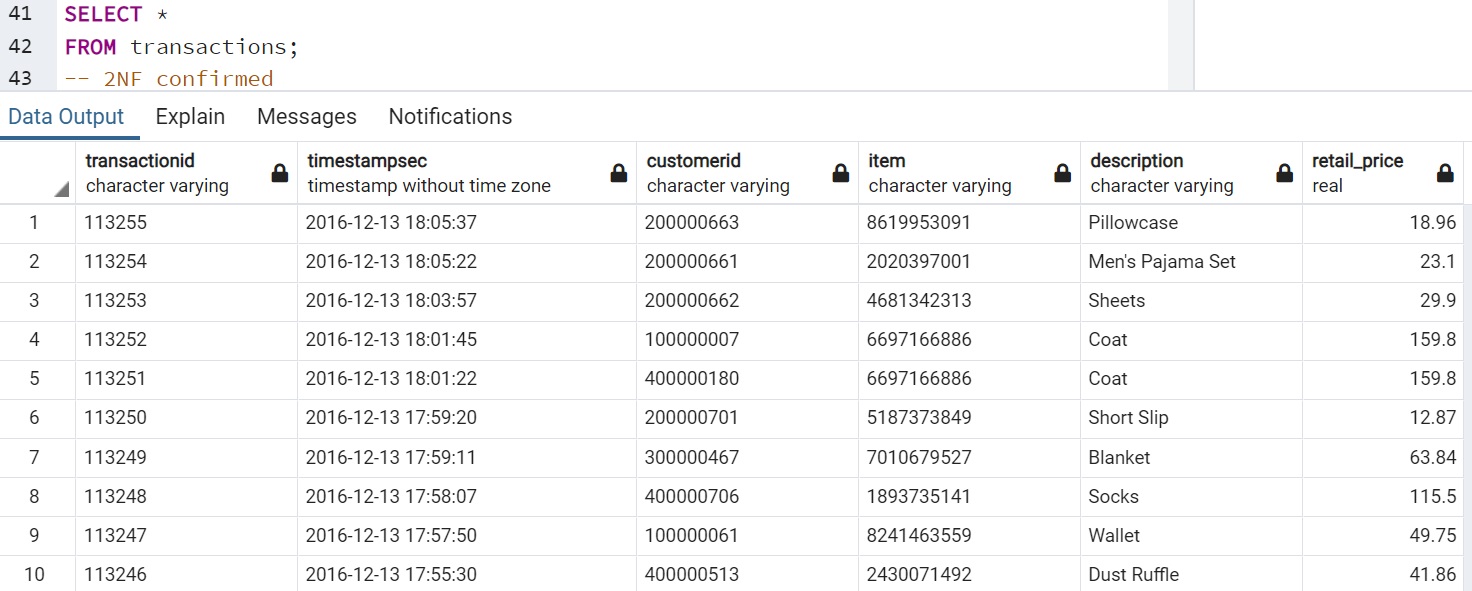 41 SELECT *
42 FROM transactions;
43 -- 2NF confirmed
Data Output Explain Messages Notifications
transactionid timestampsec customerid item description retail_price
character varying timestamp without time zone character varying character varying character varying real
1 113255 2016-12-13 18:05:37 200000663 8619953091 Pillowcase 18.96
2 113254 2016-12-13 18:05:22 200000661 2020397001 Men's Pajama Set 23.1
3 113253 2016-12-13 18:03:57 200000662 4681342313 Sheets 29.9
4 113252 2016-12-13 18:01:45 100000007 6697166886 Coat 159.8
5 113251 2016-12-13 18:01:22 400000180 6697166886 Coat 159.8
6 113250 2016-12-13 17:59:20 200000701 5187373849 Short Slip 12.87
7 113249 2016-12-13 17:59:11 300000467 7010679527 Blanket 63.84
8 113248 2016-12-13 17:58:07 400000706 1893735141 Socks 115.5
9 113247 2016-12-13 17:57:50 100000061 8241463559 Wallet 49.75
10 113246 2016-12-13 17:55:30 400000513 2430071492 Dust Ruffle 41.86